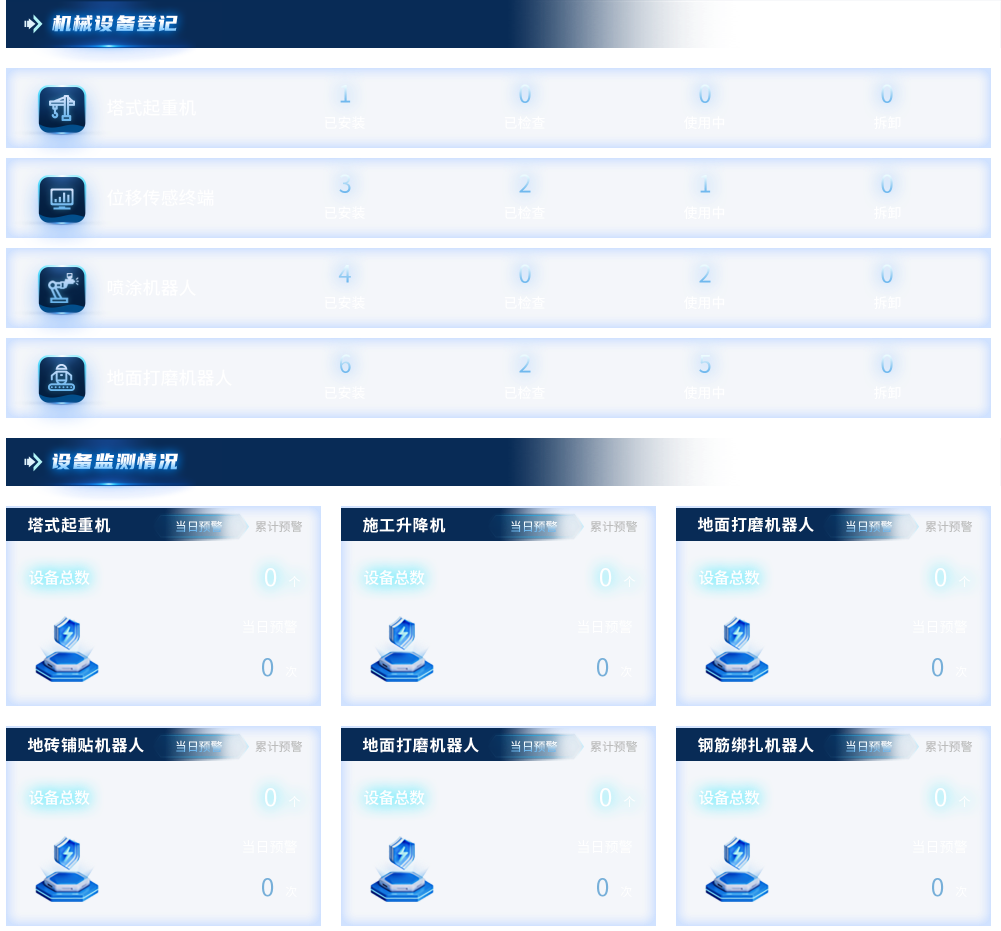 机械设备登记
塔式起重机 1 0 0 0
已安装 已检查 使用中 拆卸
位移传感终端 3 2 1 0
已安装 已检查 使用中 拆卸
喷涂机器人 4 0 2 0
已安装 已检查 使用中 拆卸
地面打磨机器人 6 2 5 0
已安装 已检查 使用中 拆卸
设备监测情况
塔式起重机 当日预警 累计预警 施工升降机 当日预警 累计预警 地面打磨机器人 当日预警 累计预警
设备总数 0 个 设备总数 0 个 设备总数 0 个
当日预警 当日预警 当日预警
0 次 0 次 0 次
地砖铺贴机器人 当日预警 累计预警 地面打磨机器人 当日预警 累计预警 钢筋绑扎机器人 当日预警 累计预警
设备总数 0 个 设备总数 0 个 设备总数 0 个
当日预警 当日预警 当日预警
0 次 0 次 0 次